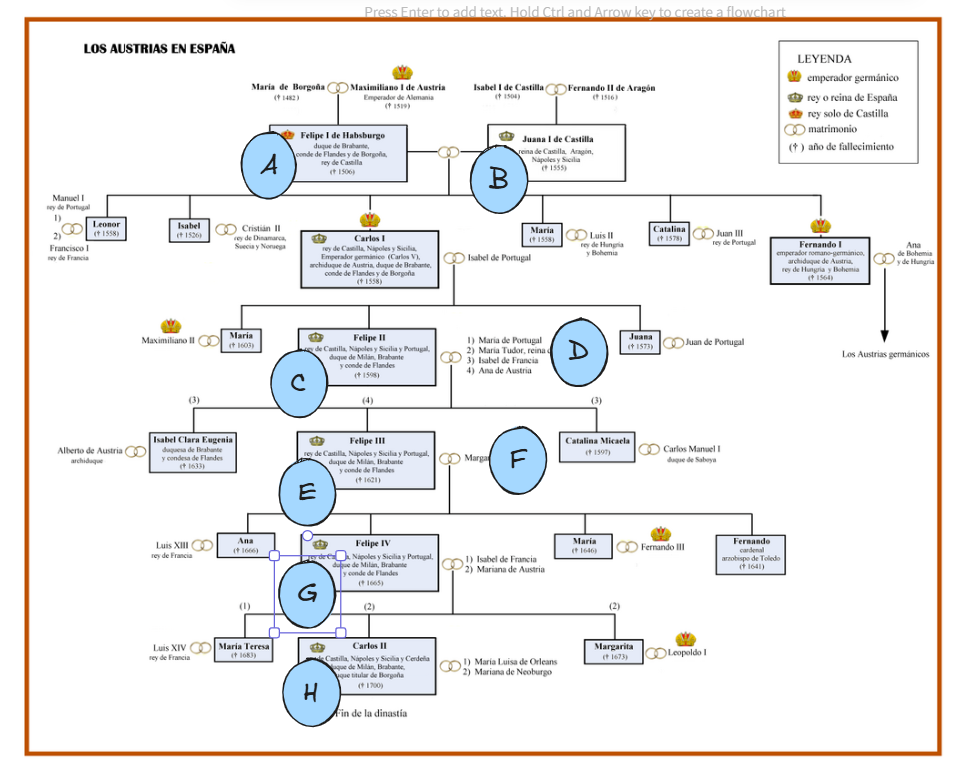 Press Enter to add text. Hold Ctrl and Arrow key to create a flowchart
LOS AUSTRIAS EN ESPAÑA
LEYENDA
emperador germánico
rey o reina de España
rey solo de Castilla
matrimonio
(✝ ) año de fallecimiento
María de Borgoña
(✝ 1482 )
Maximiliano I de Austria
Emperador de Alemania
(✝ 1519)
Isabel I de Castilla
(✝ 1504)
Fernando II de Aragón
(✝ 1516 )
Felipe I de Habsburgo
duque de Brabante,
conde de Flandes y de Borgoña,
rey de Castilla
(✝ 1506)
A
Juana I de Castilla
reina de Castilla, Aragón,
Nápoles y Sicilia
(✝ 1555)
B
Manuel I
rey de Portugal
1)
2)
Francisco I
rey de Francia
Leonor
(✝ 1558)
Isabel
(✝ 1526)
Cristián II
rey de Dinamarca,
Suecia y Noruega
Carlos I
rey de Castilla, Nápoles y Sicilia,
Emperador germánico (Carlos V),
archiduque de Austria, duque de Brabante,
conde de Flandes y de Borgoña
(✝ 1558)
Isabel de Portugal
María
(✝ 1558)
Luis II
rey de Hungría
y Bohemia
Catalina
(✝ 1578)
Juan III
rey de Portugal
Fernando I
emperador romano-germánico,
archiduque de Austria,
rey de Hungría y Bohemia
(✝ 1564)
Ana
de Bohemia
y de Hungría
Los Austrias germánicos
Maximiliano II
María
(✝ 1603)
Felipe II
rey de Castilla, Nápoles y Sicilia y Portugal,
duque de Milán, Brabante
y conde de Flandes
(✝ 1598)
C
1) María de Portugal
2) María Tudor, reina
3) Isabel de Francia
4) Ana de Austria
D
Juana
(✝ 1573)
Juan de Portugal
(3)
(4)
(3)
Alberto de Austria
archiduque
Isabel Clara Eugenia
duquesa de Brabante
y condesa de Flandes
(✝ 1633)
Felipe III
rey de Castilla, Nápoles y Sicilia y Portugal,
duque de Milán, Brabante
y conde de Flandes
(✝ 1621)
E
F
Catalina Micaela
(✝ 1597)
Carlos Manuel I
duque de Saboya
Luis XIII
rey de Francia
Ana
(✝ 1666)
Felipe IV
rey de Castilla, Nápoles y Sicilia y Portugal,
duque de Milán, Brabante
y conde de Flandes
(✝ 1665)
G
1) Isabel de Francia
2) Mariana de Austria
María
(✝ 1646)
Fernando III
Fernando
cardenal
arzobispo de Toledo
(✝ 1641)
(1)
(2)
(2)
Luis XIV
rey de Francia
María Teresa
(✝ 1683)
Carlos II
de Castilla, Nápoles y Sicilia y Cerdeña
duque de Milán, Brabante,
duque titular de Borgoña
(✝ 1700)
H
1) María Luisa de Orleans
2) Mariana de Neoburgo
Margarita
(✝ 1673)
Leopoldo I
Fin de la dinastía